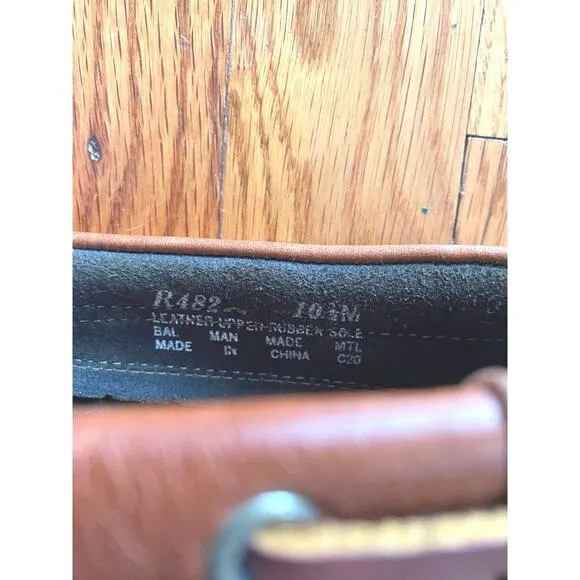 R482 10½M
LEATHER UPPER RUBBER SOLE
BAL MAN MADE MTL
MADE IN CHINA C20